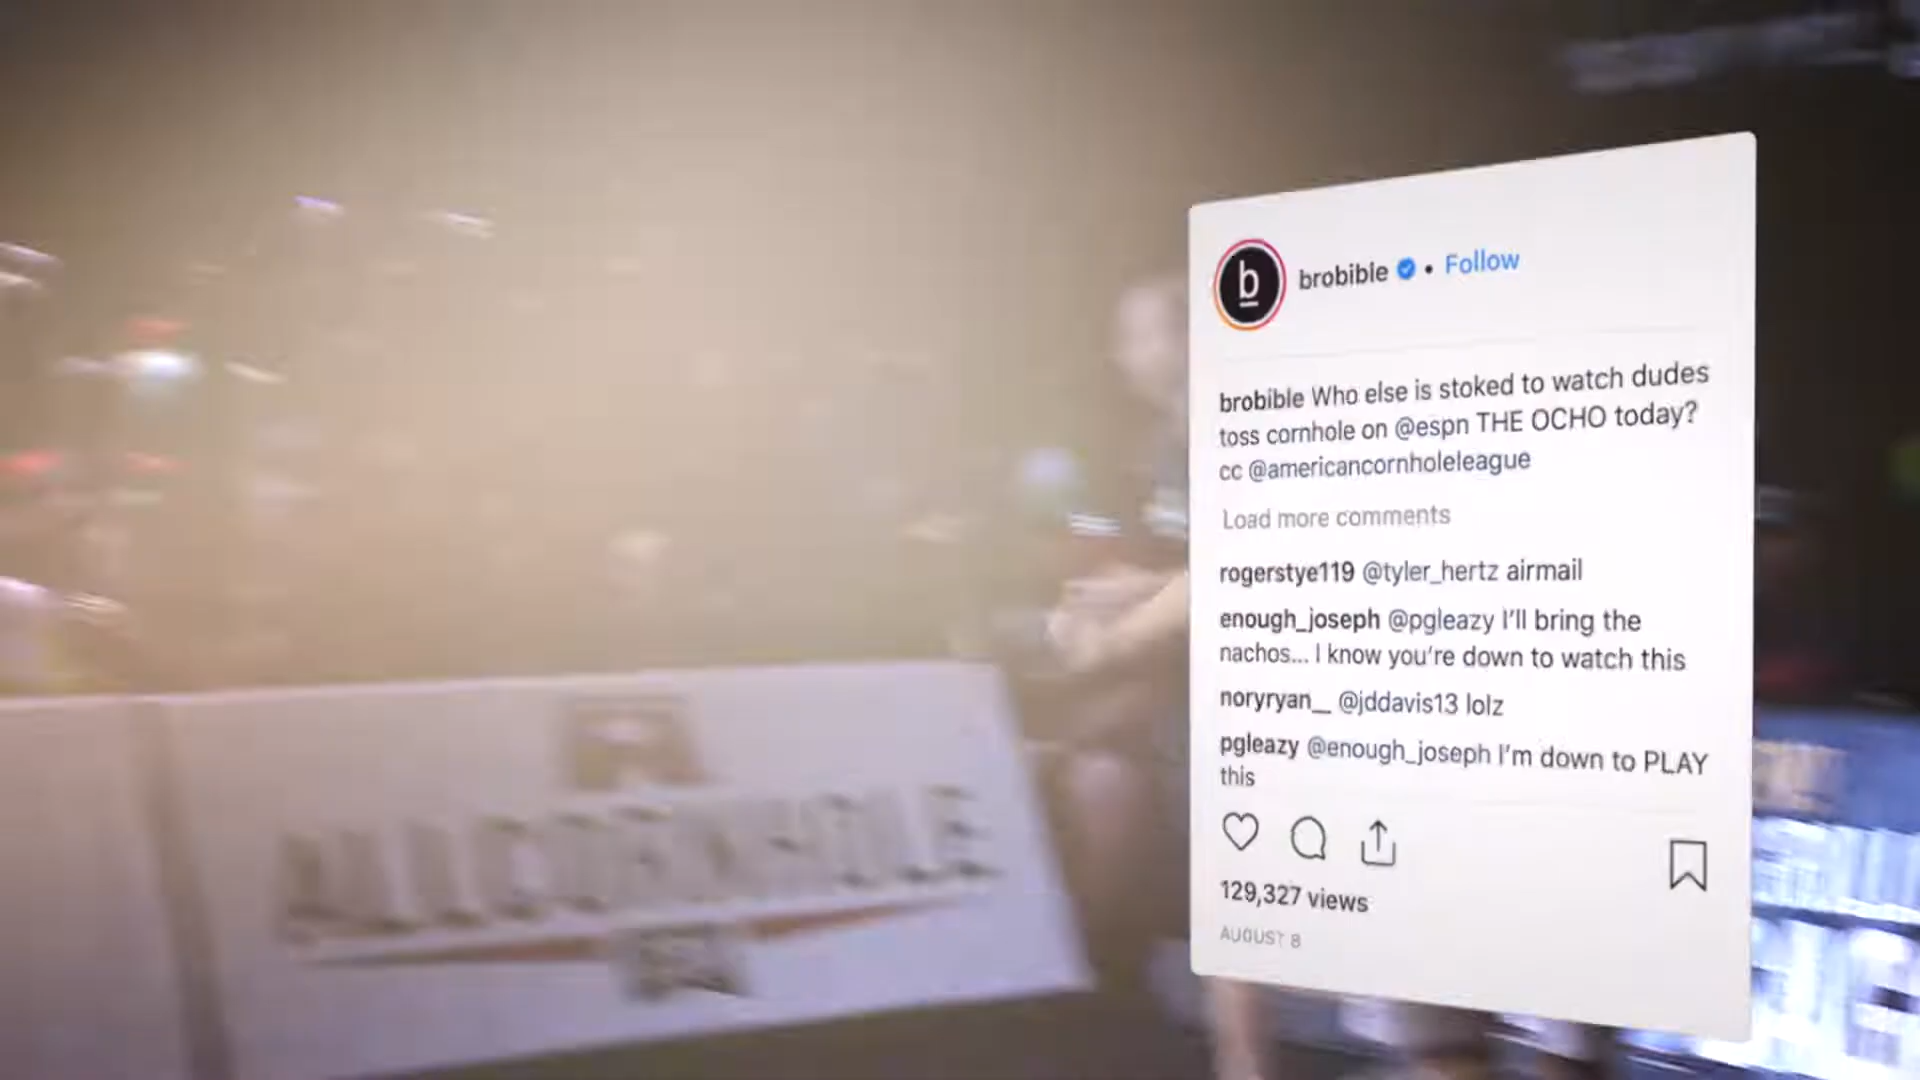 b
brobible • Follow
brobible Who else is stoked to watch dudes
toss cornhole on @espn THE OCHO today?
cc @americancornholeleague
Load more comments
rogerstye119 @tyler_hertz airmail
enough_joseph @pgleazy I'll bring the
nachos... I know you're down to watch this
noryryan__ @jddavis13 lolz
pgleazy @enough_joseph I'm down to PLAY
this
129,327 views
AUGUST 8